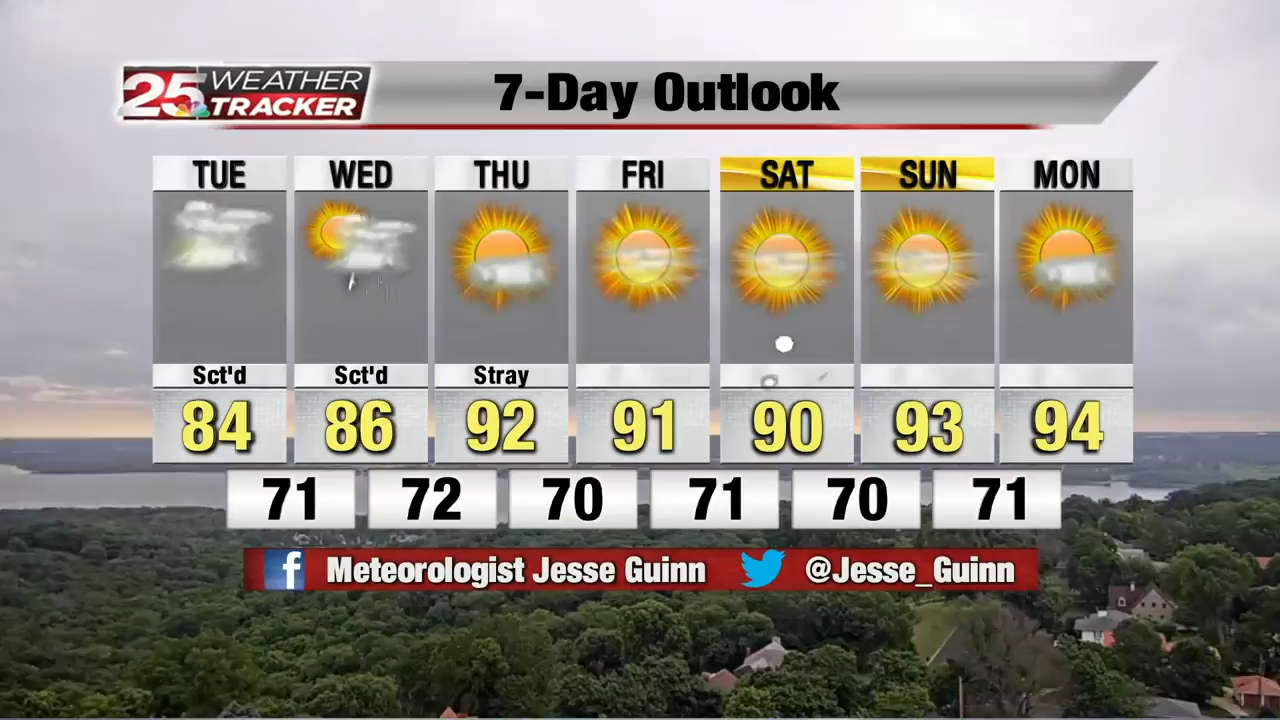 25 WEATHER TRACKER
7-Day Outlook
TUE WED THU FRI SAT SUN MON
Sct'd Sct'd Stray
84 86 92 91 90 93 94
71 72 70 71 70 71
f Meteorologist Jesse Guinn @Jesse_Guinn